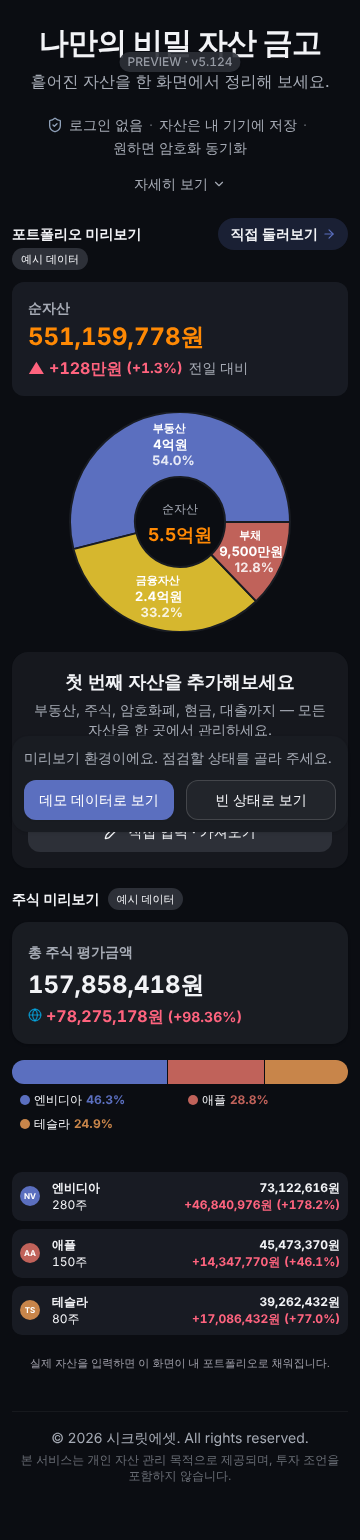 나만의 비밀 자산 금고
PREVIEW · v5.124
흩어진 자산을 한 화면에서 정리해 보세요.
로그인 없음 · 자산은 내 기기에 저장 ·
원하면 암호화 동기화
자세히 보기
포트폴리오 미리보기
직접 둘러보기 →
예시 데이터
순자산
551,159,778원
▲ +128만원 (+1.3%) 전일 대비
부동산
4억원
54.0%
순자산
5.5억원
부채
9,500만원
12.8%
금융자산
2.4억원
33.2%
첫 번째 자산을 추가해보세요
부동산, 주식, 암호화폐, 현금, 대출까지 — 모든
자산을 한 곳에서 관리하세요.
미리보기 환경이에요. 점검할 상태를 골라 주세요.
데모 데이터로 보기
빈 상태로 보기
직접 입력 · 가져오기
주식 미리보기
예시 데이터
총 주식 평가금액
157,858,418원
+78,275,178원 (+98.36%)
엔비디아 46.3%
애플 28.8%
테슬라 24.9%
NV
엔비디아
73,122,616원
280주
+46,840,976원 (+178.2%)
AA
애플
45,473,370원
150주
+14,347,770원 (+46.1%)
TS
테슬라
39,262,432원
80주
+17,086,432원 (+77.0%)
실제 자산을 입력하면 이 화면이 내 포트폴리오로 채워집니다.
© 2026 시크릿에셋. All rights reserved.
본 서비스는 개인 자산 관리 목적으로 제공되며, 투자 조언을
포함하지 않습니다.